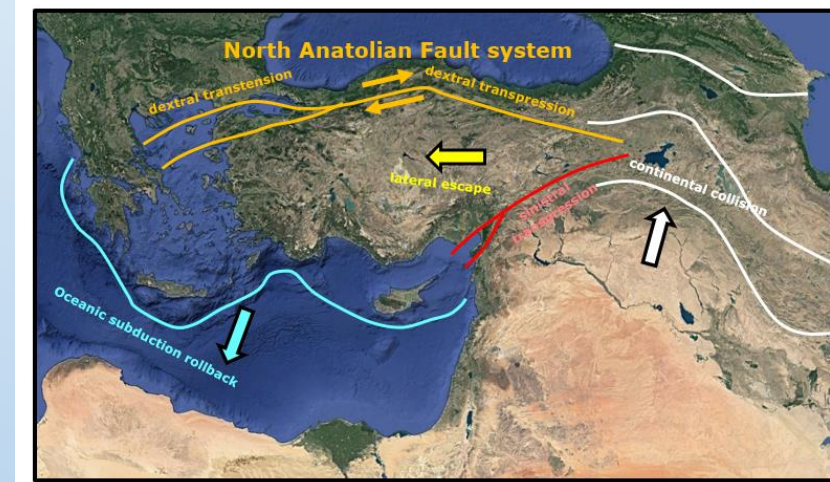 North Anatolian Fault system
dextral transtension
dextral transpression
lateral escape
sinistral
transpression
continental collision
Oceanic subduction rollback